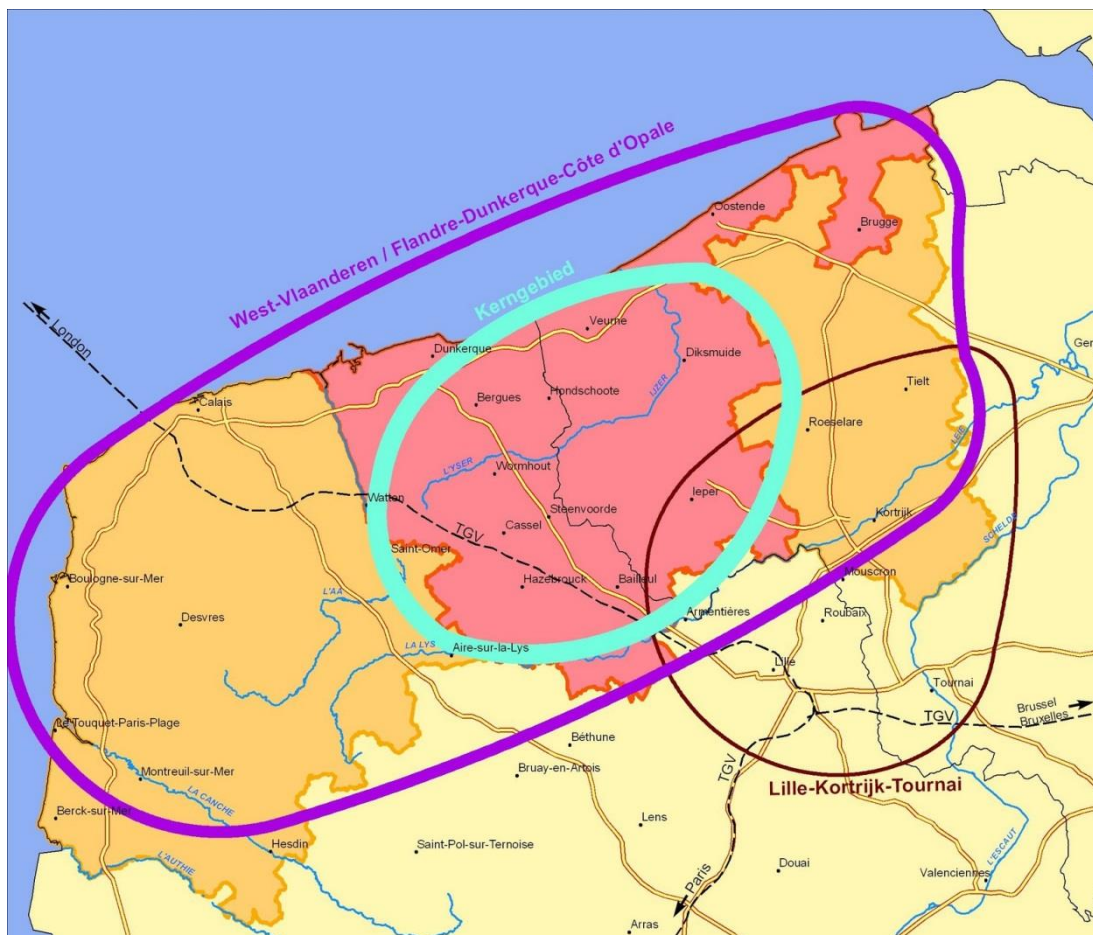 West-Vlaanderen / Flandre-Dunkerque-Côte d'Opale
Kerngebied
Oostende
Brugge
London
Veurne
Dunkerque
Diksmuide
IJZER
Ger
Calais
Bergues
Hondschoote
Tielt
Roeselare
LEIE
L'YSER
Wormhout
Watten
Ieper
Steenvoorde
Kortrijk
SCHELDE
Cassel
TGV
Saint-Omer
Boulogne-sur-Mer
Hazebrouck
Bailleul
Mouscron
L'AA
Desvres
Armentières
Roubaix
LA LYS
Aire-sur-la-Lys
Lille
Tournai
Le Touquet-Paris-Plage
Brussel
Bruxelles
TGV
Béthune
TGV
Montreuil-sur-Mer
Bruay-en-Artois
Lille-Kortrijk-Tournai
LA CANCHE
Berck-sur-Mer
Lens
Hesdin
Saint-Pol-sur-Ternoise
L'AUTHIE
Douai
L'ESCAUT
Valenciennes
Paris
Arras